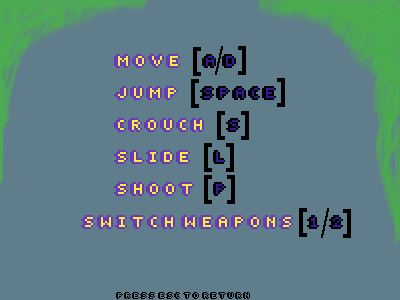 MOVE [A/D]
JUMP [SPACE]
CROUCH [S]
SLIDE [L]
SHOOT [P]
SWITCH WEAPONS [1/2]
PRESS ESC TO RETURN